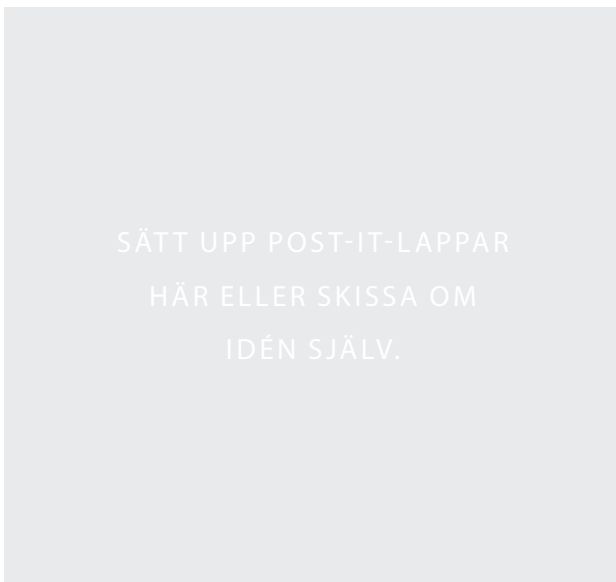 SÄTT UPP POST-IT-LAPPAR
HÄR ELLER SKISSA OM
IDÉN SJÄLV.